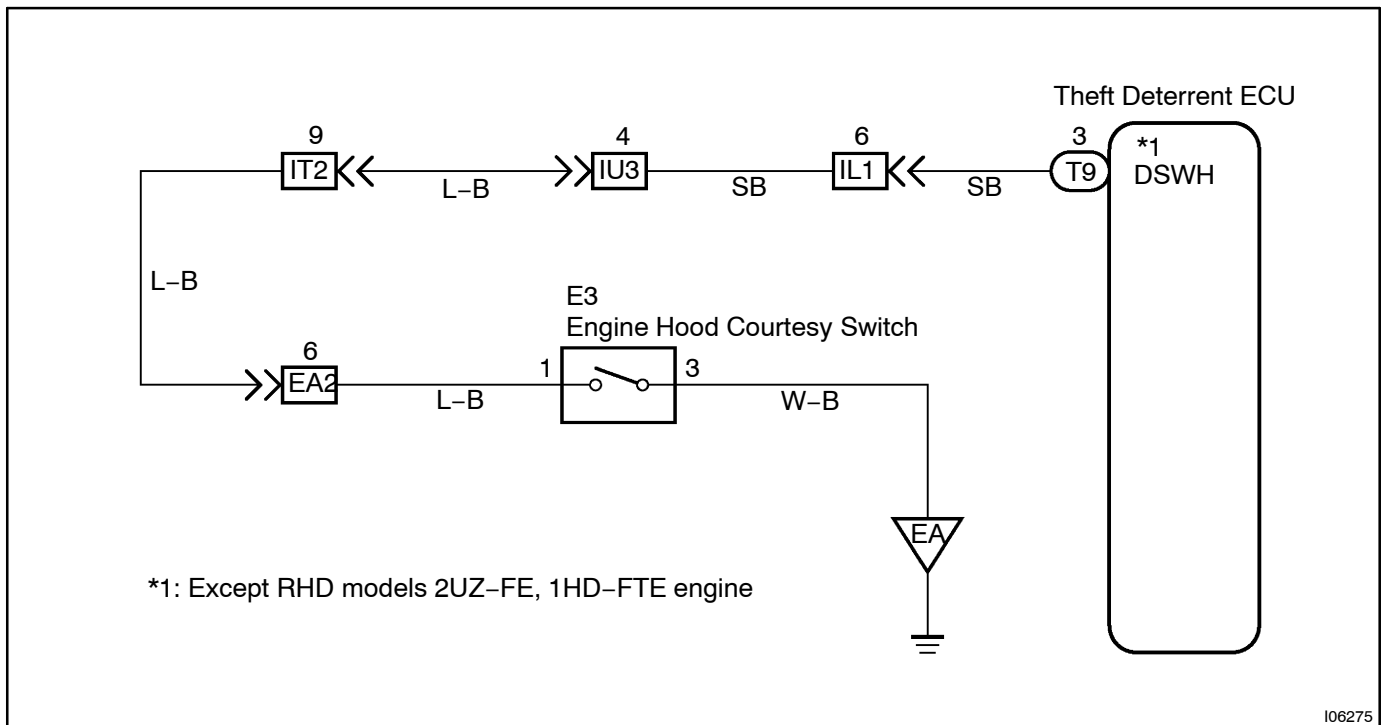 Theft Deterrent ECU
9
4
6
3
*1
IT2
IU3
IL1
T9
DSWH
L−B
SB
SB
L−B
E3
Engine Hood Courtesy Switch
6
1
3
EA2
L−B
W−B
EA
*1: Except RHD models 2UZ−FE, 1HD−FTE engine
I06275